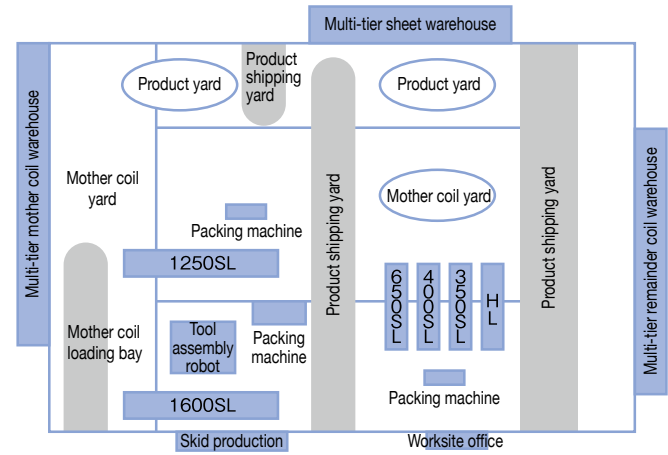 Multi-tier sheet warehouse
Product yard
Product
shipping
yard
Product yard
Multi-tier mother coil warehouse
Mother coil
yard
Packing machine
1250SL
Product shipping yard
Mother coil yard
Product shipping yard
Multi-tier remainder coil warehouse
650SL
400SL
350SL
HL
Mother coil
loading bay
Tool
assembly
robot
Packing
machine
1600SL
Packing machine
Skid production
Worksite office